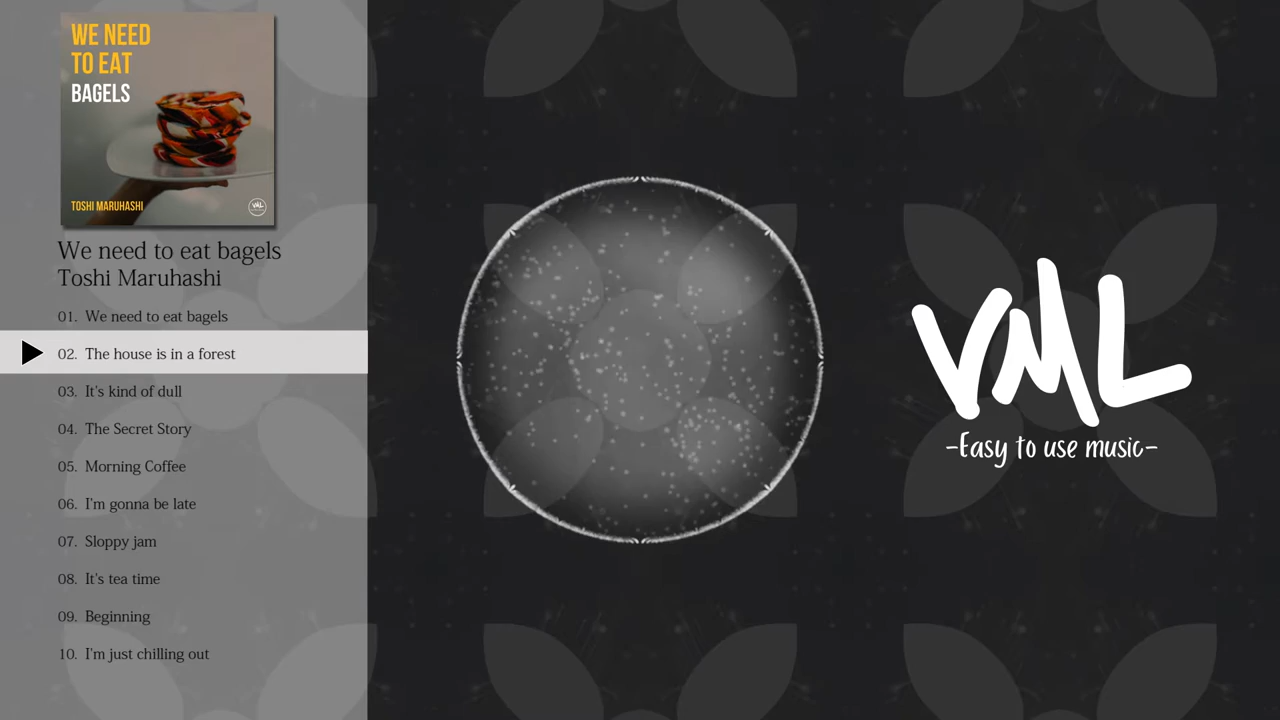 WE NEED
TO EAT
BAGELS
TOSHI MARUHASHI
VML
We need to eat bagels
Toshi Maruhashi
01. We need to eat bagels
02. The house is in a forest
03. It's kind of dull
04. The Secret Story
05. Morning Coffee
06. I'm gonna be late
07. Sloppy jam
08. It's tea time
09. Beginning
10. I'm just chilling out
VML
-Easy to use music-